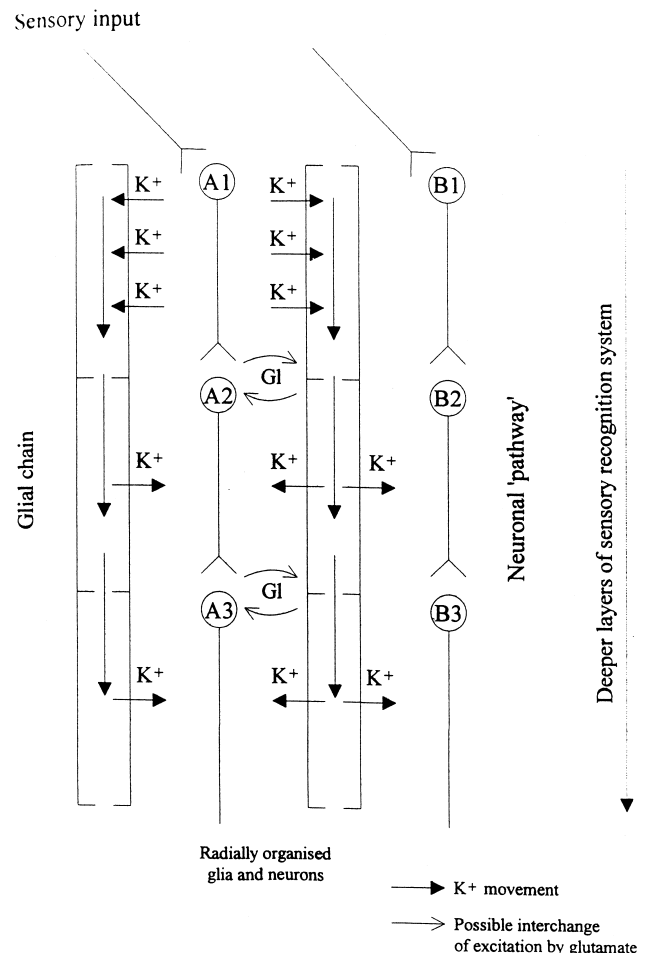 Sensory input
A1
B1
K+
K+
K+
K+
K+
K+
Gl
A2
B2
K+
K+
K+
Glial chain
Neuronal 'pathway'
Deeper layers of sensory recognition system
Gl
A3
B3
K+
K+
K+
Radially organised
glia and neurons
K+ movement
Possible interchange
of excitation by glutamate